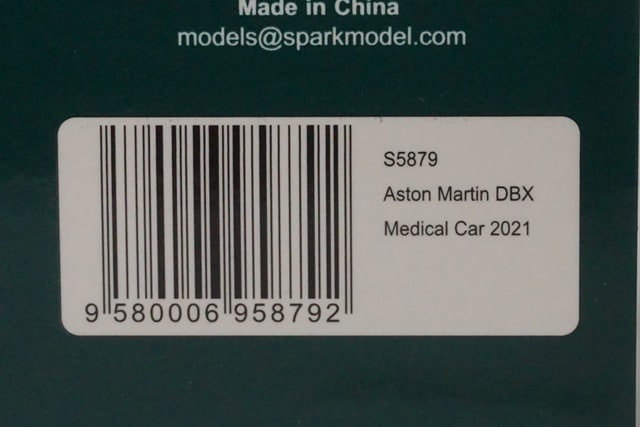 Made in China
models@sparkmodel.com
S5879
Aston Martin DBX
Medical Car 2021
9 580006 958792